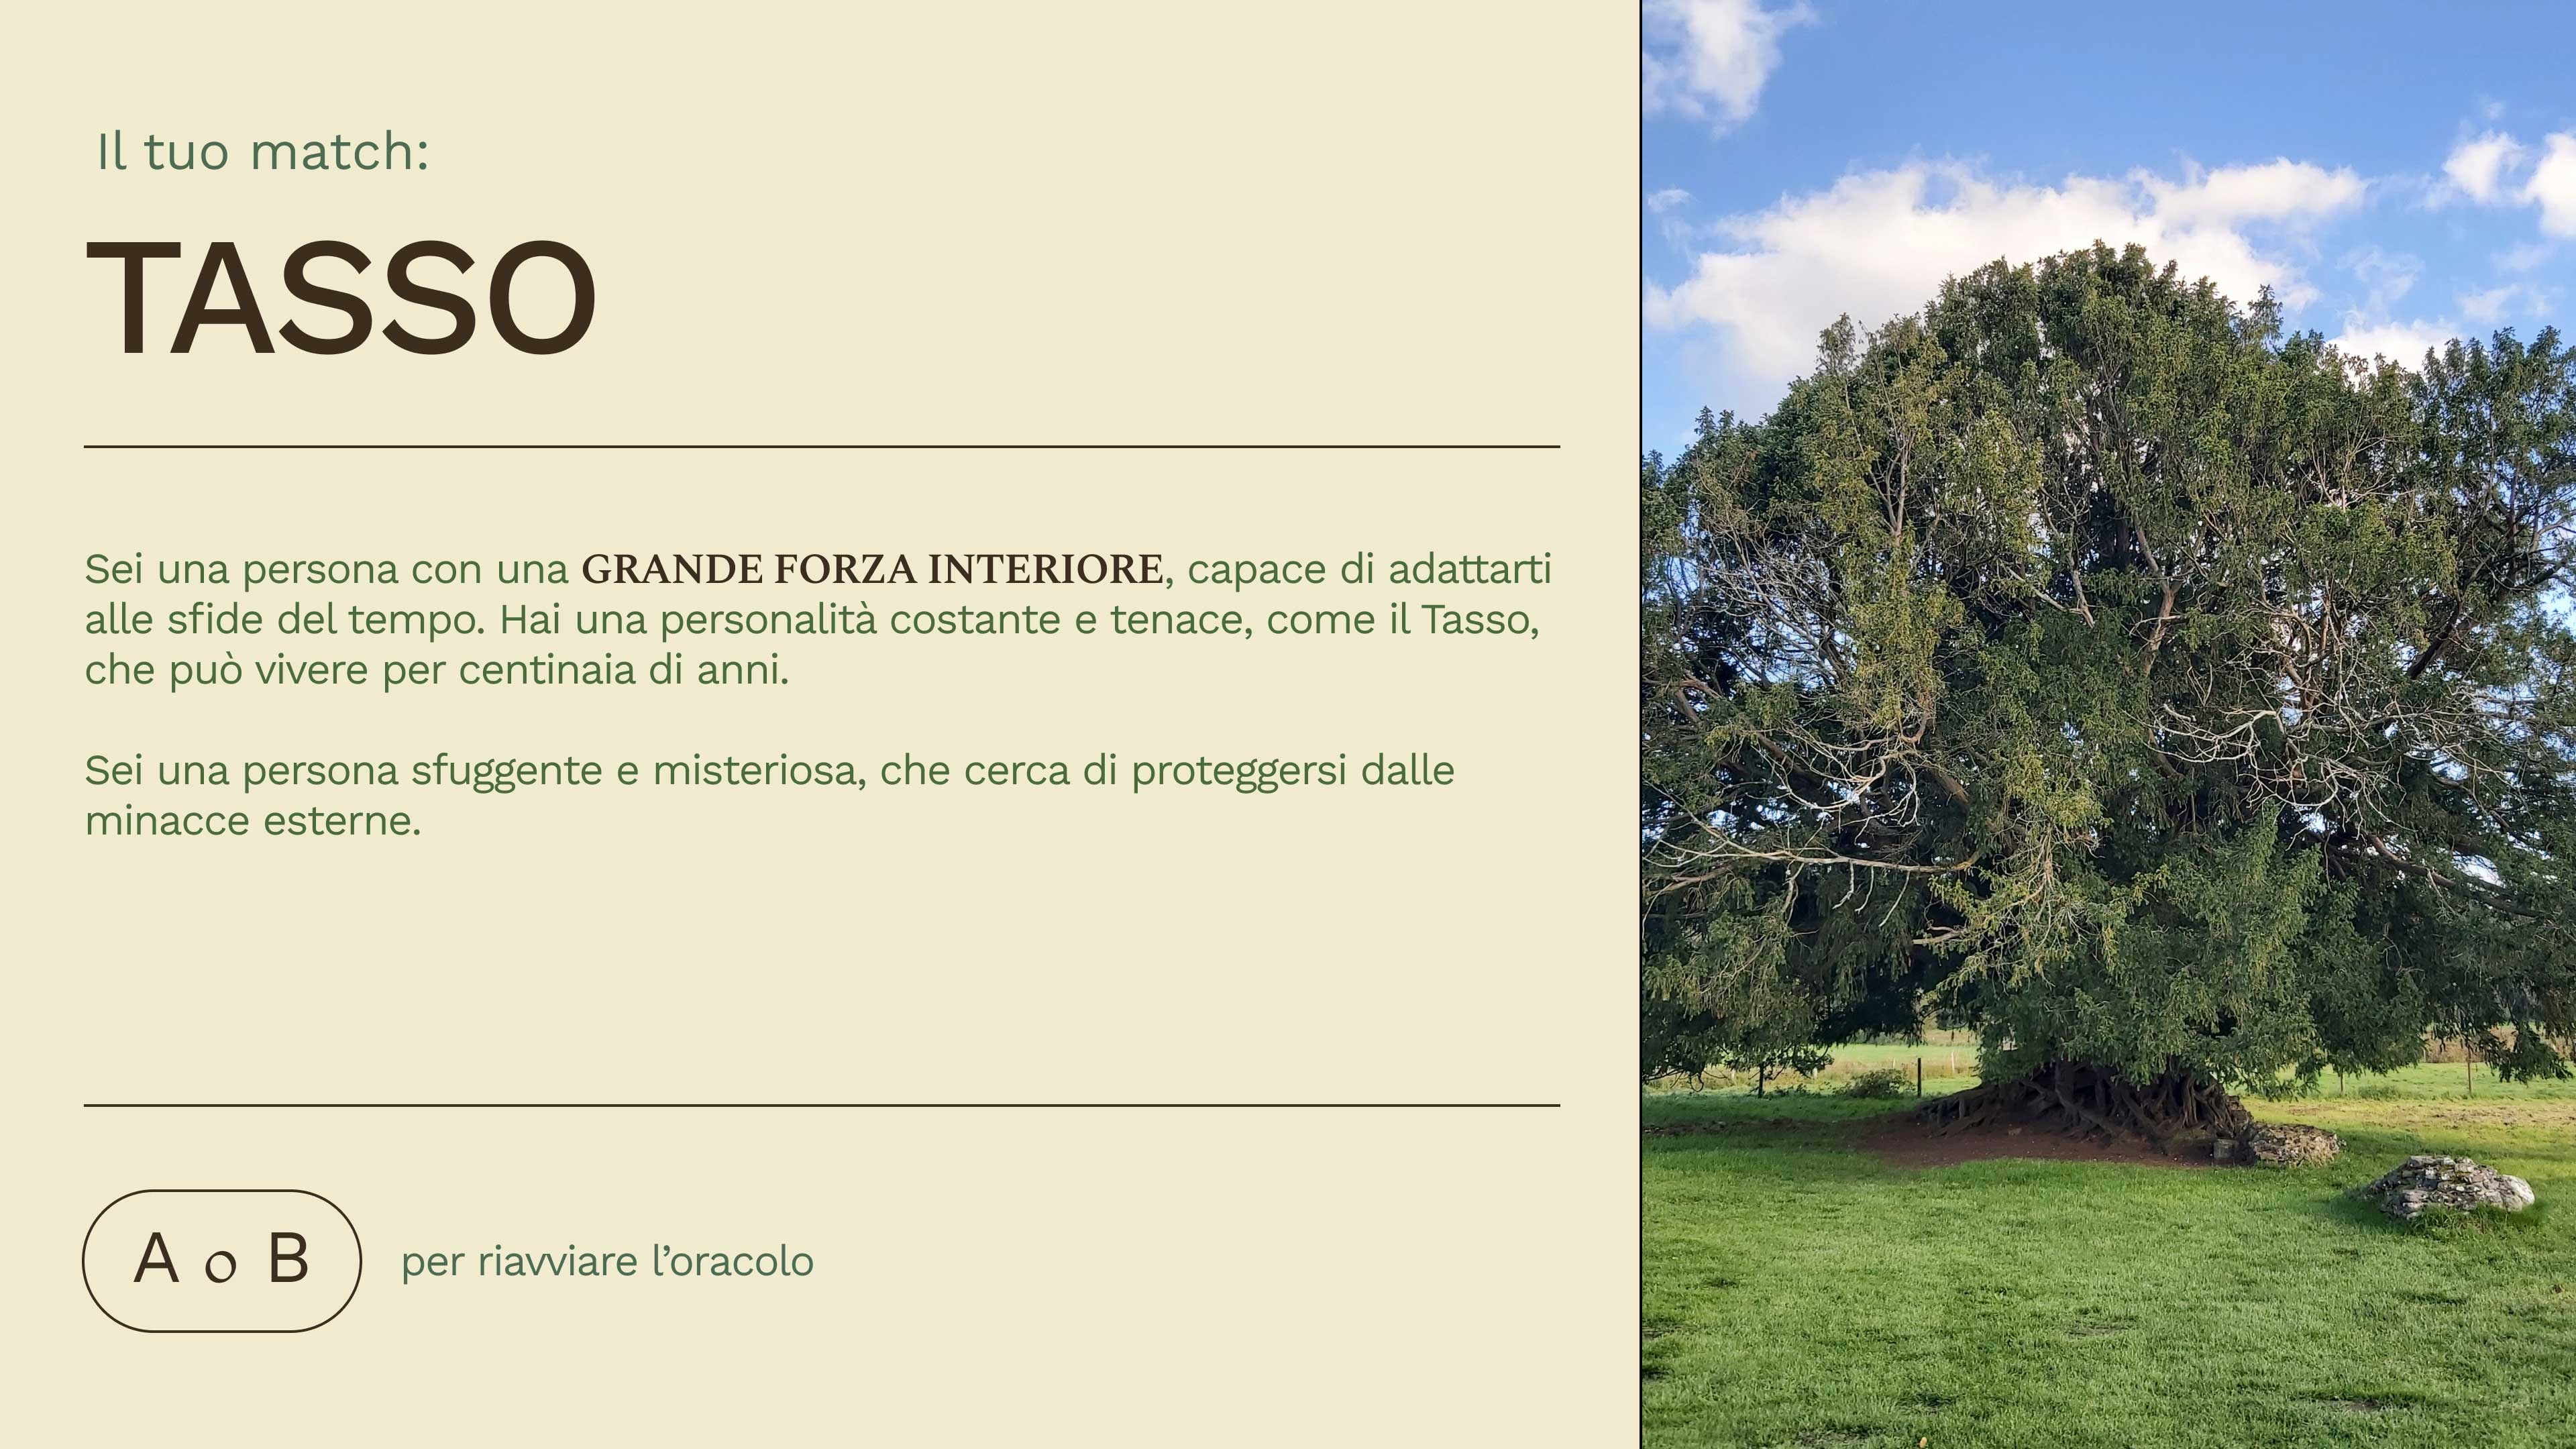 Il tuo match:
TASSO
Sei una persona con una GRANDE FORZA INTERIORE, capace di adattarti
alle sfide del tempo. Hai una personalità costante e tenace, come il Tasso,
che può vivere per centinaia di anni.
Sei una persona sfuggente e misteriosa, che cerca di proteggersi dalle
minacce esterne.
A o B per riavviare l’oracolo